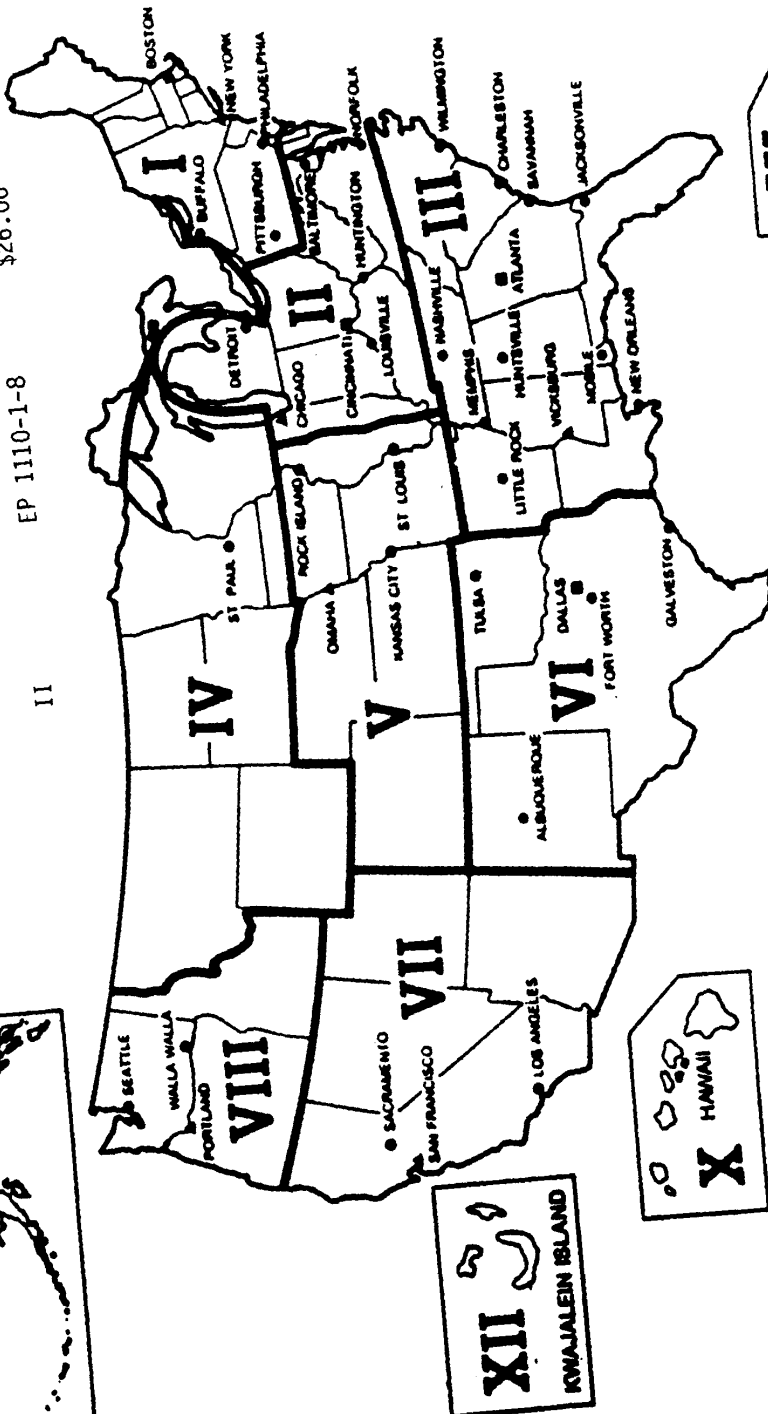 $26.00
EP 1110-1-8
II
BOSTON
I
BUFFALO
NEW YORK
PHILADELPHIA
PITTSBURGH
BALTIMORE
NORFOLK
HUNTINGTON
II
DETROIT
CHICAGO
CINCINNATI
LOUISVILLE
WILMINGTON
III
CHARLESTON
SAVANNAH
JACKSONVILLE
NASHVILLE
ATLANTA
MEMPHIS
HUNTSVILLE
VICKSBURG
MOBILE
NEW ORLEANS
LITTLE ROCK
ST PAUL
IV
ROCK ISLAND
ST LOUIS
OMAHA
KANSAS CITY
V
TULSA
DALLAS
FORT WORTH
VI
GALVESTON
ALBUQUERQUE
SEATTLE
WALLA WALLA
PORTLAND
VIII
VII
SACRAMENTO
SAN FRANCISCO
LOS ANGELES
X
HAWAII
XII
KWAJALEIN ISLAND